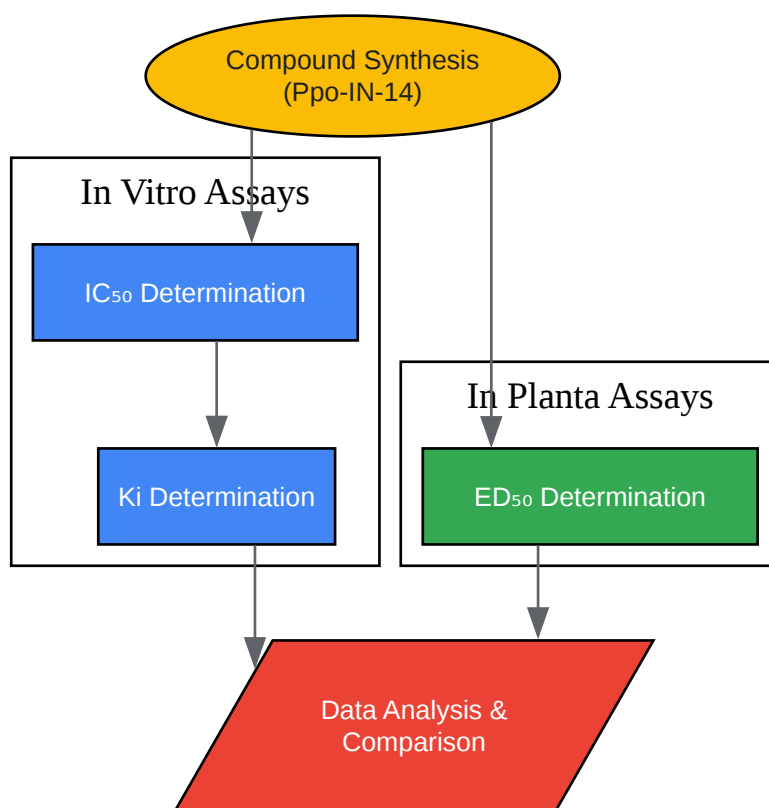 Compound Synthesis
(Ppo-IN-14)
In Vitro Assays
IC₅₀ Determination
Ki Determination
In Planta Assays
ED₅₀ Determination
Data Analysis &
Comparison